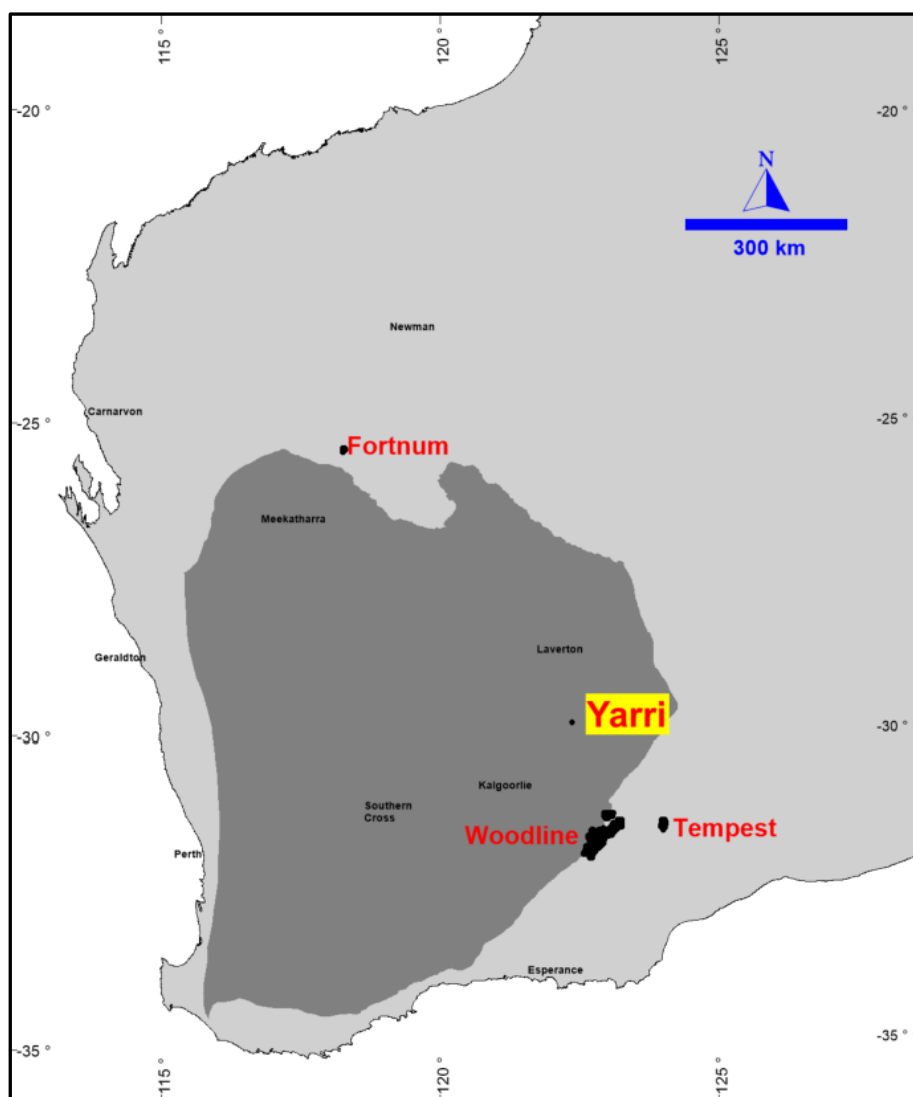 115 °
120 °
125 °
-20 °
-20 °
N
300 km
Newman
Carnarvon
-25 °
-25 °
Fortnum
Meekatharra
Geraldton
Laverton
Yarri
-30 °
-30 °
Kalgoorlie
Southern
Cross
Woodline
Tempest
Perth
Esperance
-35 °
-35 °
115 °
120 °
125 °